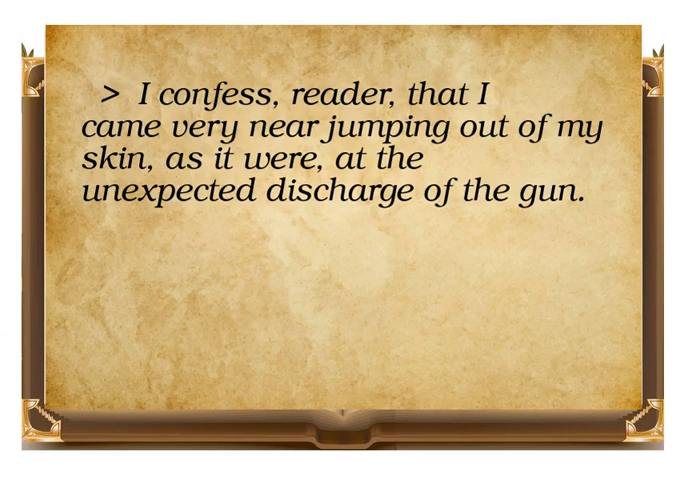 > I confess, reader, that I
came very near jumping out of my
skin, as it were, at the
unexpected discharge of the gun.